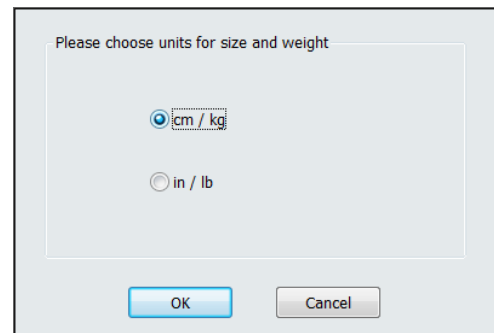 Please choose units for size and weight
cm / kg
in / lb
OK
Cancel